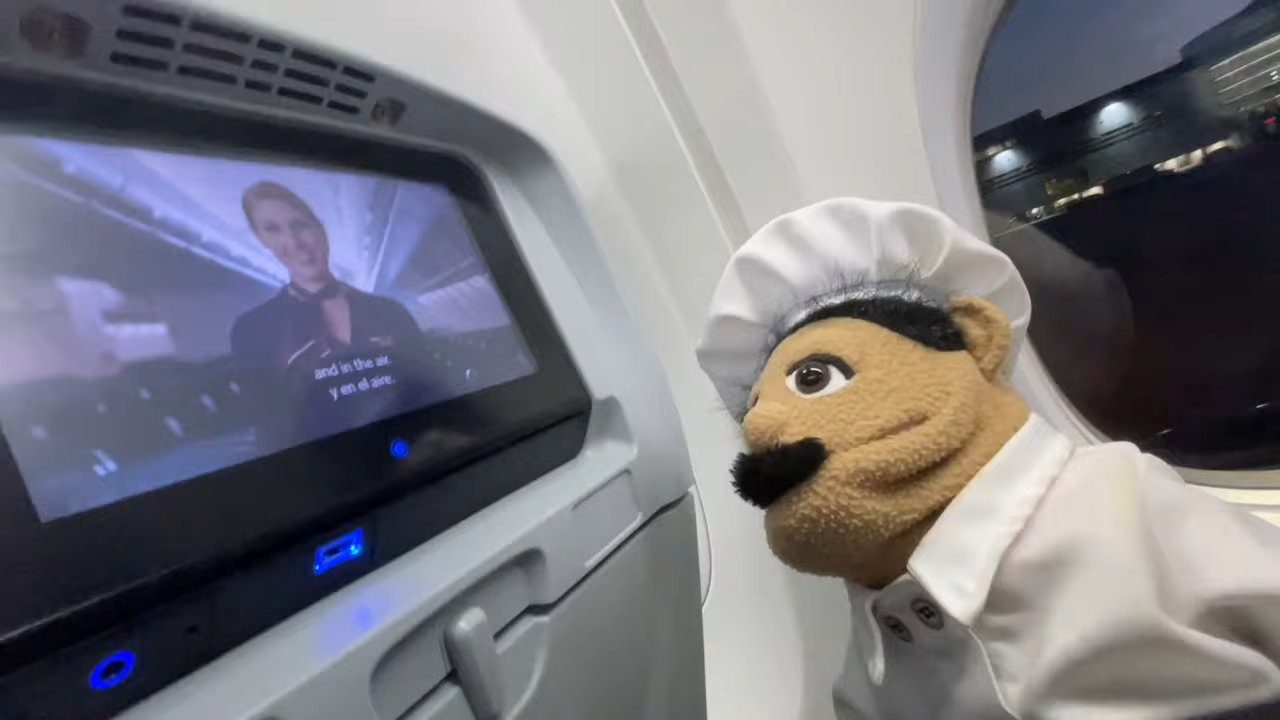 and in the air.
y en el aire.